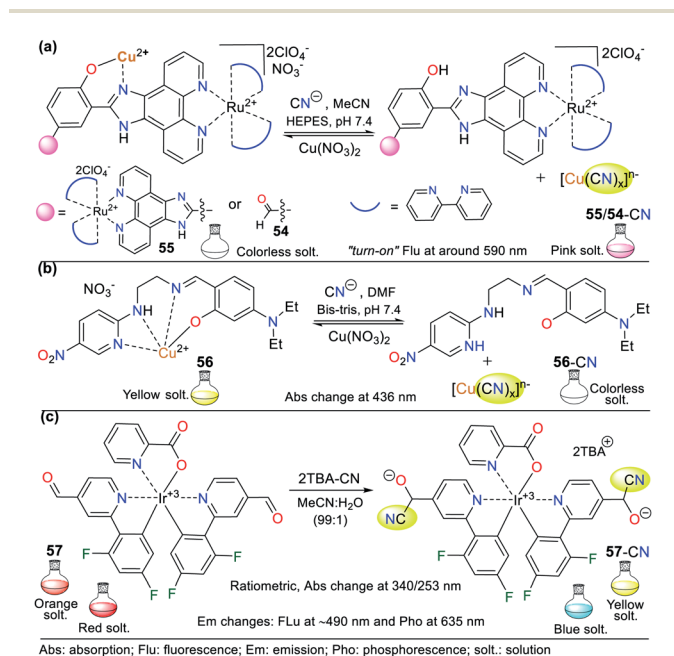 (a)
Cu2+
2ClO4-
NO3-
O
N
N
N
NH
Ru2+
CN⊖, MeCN
HEPES, pH 7.4
Cu(NO3)2
OH
N
N
N
NH
Ru2+
2ClO4-
+ [Cu(CN)x]n-
2ClO4-
= Ru2+
N
N
N
NH
55
or
O
H
54
Colorless solt.
=
N
N
"turn-on" Flu at around 590 nm
55/54-CN
Pink solt.
(b)
NO3-
NH
N
N
O
O2N
Cu2+
Et
N
Et
56
Yellow solt.
CN⊖, DMF
Bis-tris, pH 7.4
Cu(NO3)2
Abs change at 436 nm
NH
N
O
NH
O2N
Et
N
Et
+
[Cu(CN)x]n-
56-CN
Colorless
solt.
(c)
O
O
O
O
N
N
N
Ir+3
F
F
F
F
57
Orange
solt.
Red solt.
2TBA-CN
MeCN:H2O
(99:1)
Ratiometric, Abs change at 340/253 nm
Em changes: FLu at ~490 nm and Pho at 635 nm
2TBA⊕
O
O
⊖
O
NC
N
N
N
Ir+3
CN
O
⊖
F
F
F
F
57-CN
Yellow
solt.
Blue solt.
Abs: absorption; Flu: fluorescence; Em: emission; Pho: phosphorescence; solt.: solution